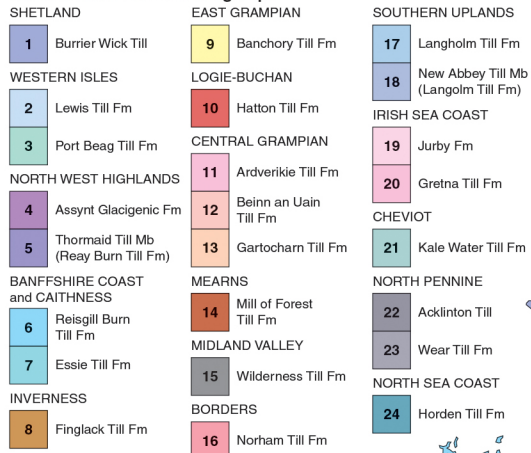 SHETLAND
1 Burrier Wick Till
WESTERN ISLES
2 Lewis Till Fm
3 Port Beag Till Fm
NORTH WEST HIGHLANDS
4 Assynt Glacigenic Fm
5 Thormaid Till Mb
(Reay Burn Till Fm)
BANFFSHIRE COAST
and CAITHNESS
6 Reisgill Burn
Till Fm
7 Essie Till Fm
INVERNESS
8 Finglack Till Fm
EAST GRAMPIAN
9 Banchory Till Fm
LOGIE-BUCHAN
10 Hatton Till Fm
CENTRAL GRAMPIAN
11 Ardverikie Till Fm
12 Beinn an Uain
Till Fm
13 Gartocharn Till Fm
MEARNS
14 Mill of Forest
Till Fm
MIDLAND VALLEY
15 Wilderness Till Fm
BORDERS
16 Norham Till Fm
SOUTHERN UPLANDS
17 Langholm Till Fm
18 New Abbey Till Mb
(Langolm Till Fm)
IRISH SEA COAST
19 Jurby Fm
20 Gretna Till Fm
CHEVIOT
21 Kale Water Till Fm
NORTH PENNINE
22 Acklinton Till
23 Wear Till Fm
NORTH SEA COAST
24 Horden Till Fm